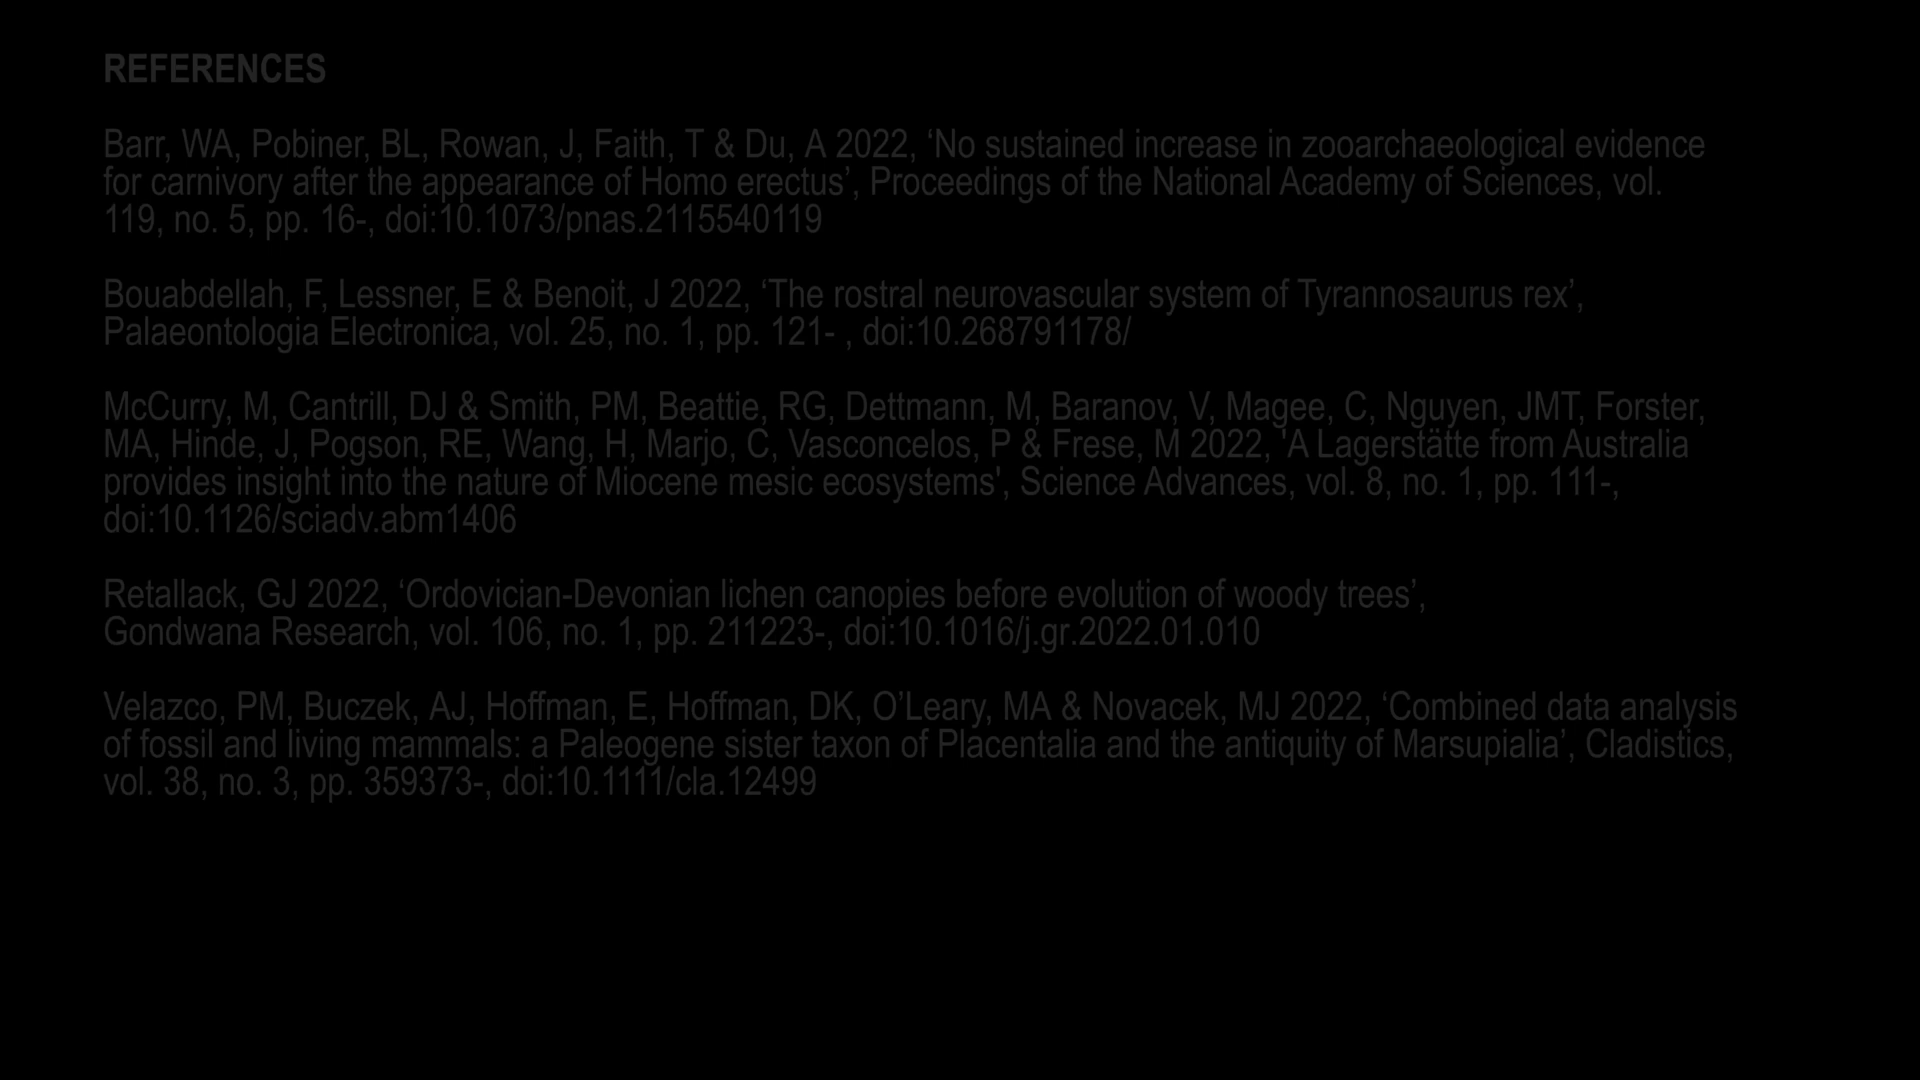 REFERENCES
Barr, WA, Pobiner, BL, Rowan, J, Faith, T & Du, A 2022, ‘No sustained increase in zooarchaeological evidence
for carnivory after the appearance of Homo erectus’, Proceedings of the National Academy of Sciences, vol.
119, no. 5, pp. 16-, doi:10.1073/pnas.2115540119
Bouabdellah, F, Lessner, E & Benoit, J 2022, ‘The rostral neurovascular system of Tyrannosaurus rex’,
Palaeontologia Electronica, vol. 25, no. 1, pp. 121- , doi:10.268791178/
McCurry, M, Cantrill, DJ & Smith, PM, Beattie, RG, Dettmann, M, Baranov, V, Magee, C, Nguyen, JMT, Forster,
MA, Hinde, J, Pogson, RE, Wang, H, Marjo, C, Vasconcelos, P & Frese, M 2022, 'A Lagerstätte from Australia
provides insight into the nature of Miocene mesic ecosystems', Science Advances, vol. 8, no. 1, pp. 111-,
doi:10.1126/sciadv.abm1406
Retallack, GJ 2022, ‘Ordovician-Devonian lichen canopies before evolution of woody trees’,
Gondwana Research, vol. 106, no. 1, pp. 211223-, doi:10.1016/j.gr.2022.01.010
Velazco, PM, Buczek, AJ, Hoffman, E, Hoffman, DK, O’Leary, MA & Novacek, MJ 2022, ‘Combined data analysis
of fossil and living mammals: a Paleogene sister taxon of Placentalia and the antiquity of Marsupialia’, Cladistics,
vol. 38, no. 3, pp. 359373-, doi:10.1111/cla.12499